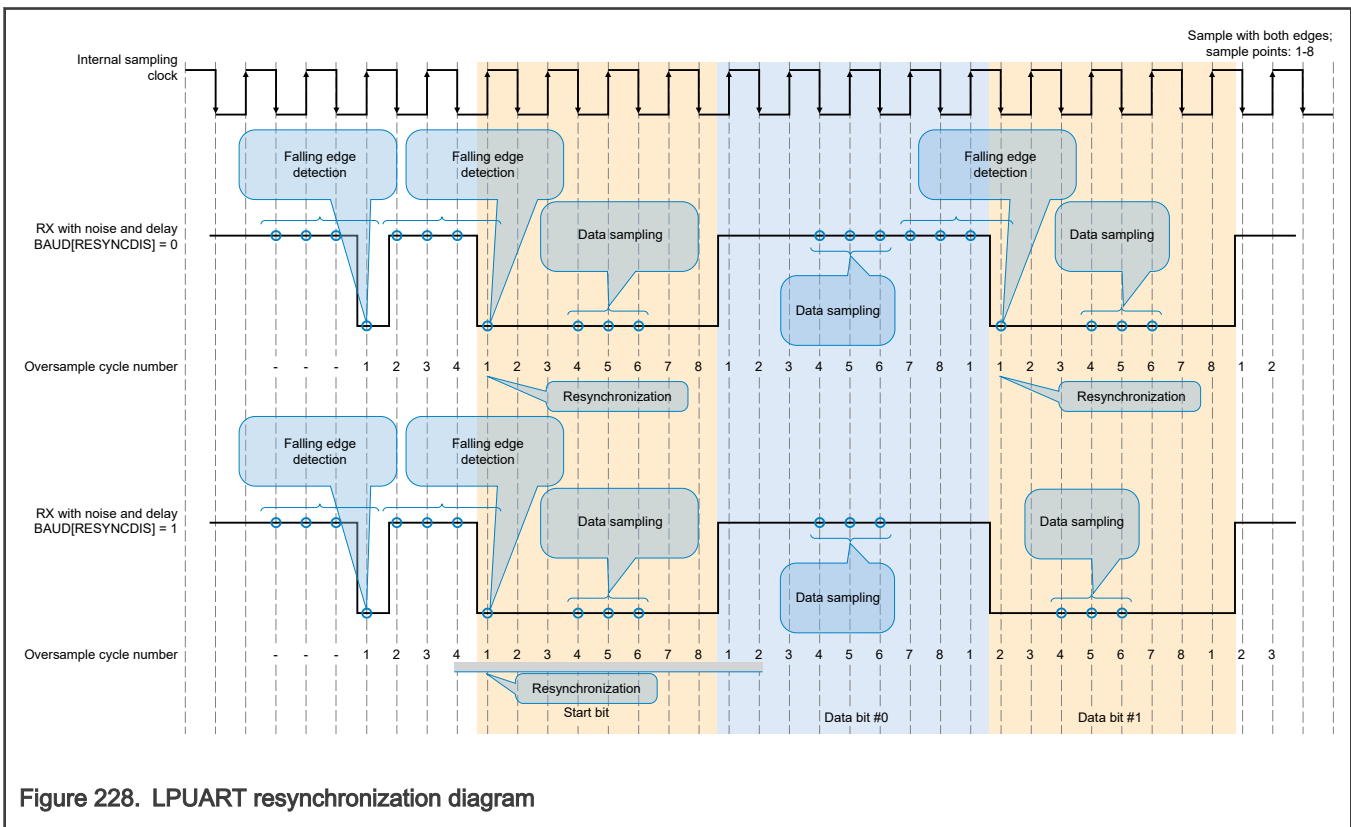 Sample with both edges;
sample points: 1-8
Internal sampling
clock
Falling edge
detection
Falling edge
detection
Falling edge
detection
Data sampling
Data sampling
RX with noise and delay
BAUD[RESYNCDIS] = 0
Data sampling
Oversample cycle number - - - 1 2 3 4 1 2 3 4 5 6 7 8 1 2 3 4 5 6 7 8 1 1 2 3 4 5 6 7 8 1 2
Resynchronization
Resynchronization
Falling edge
detection
Falling edge
detection
Data sampling
Data sampling
RX with noise and delay
BAUD[RESYNCDIS] = 1
Data sampling
Oversample cycle number - - - 1 2 3 4 1 2 3 4 5 6 7 8 1 2 3 4 5 6 7 8 1 2 3 4 5 6 7 8 1 2 3
Resynchronization
Start bit Data bit #0 Data bit #1
Figure 228. LPUART resynchronization diagram